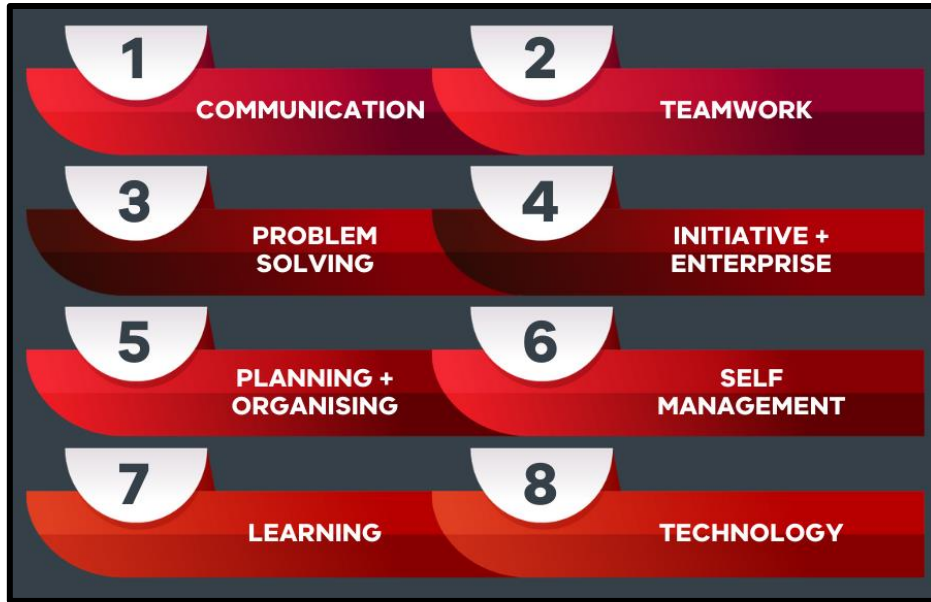 1
COMMUNICATION
2
TEAMWORK
3
PROBLEM
SOLVING
4
INITIATIVE +
ENTERPRISE
5
PLANNING +
ORGANISING
6
SELF
MANAGEMENT
7
LEARNING
8
TECHNOLOGY